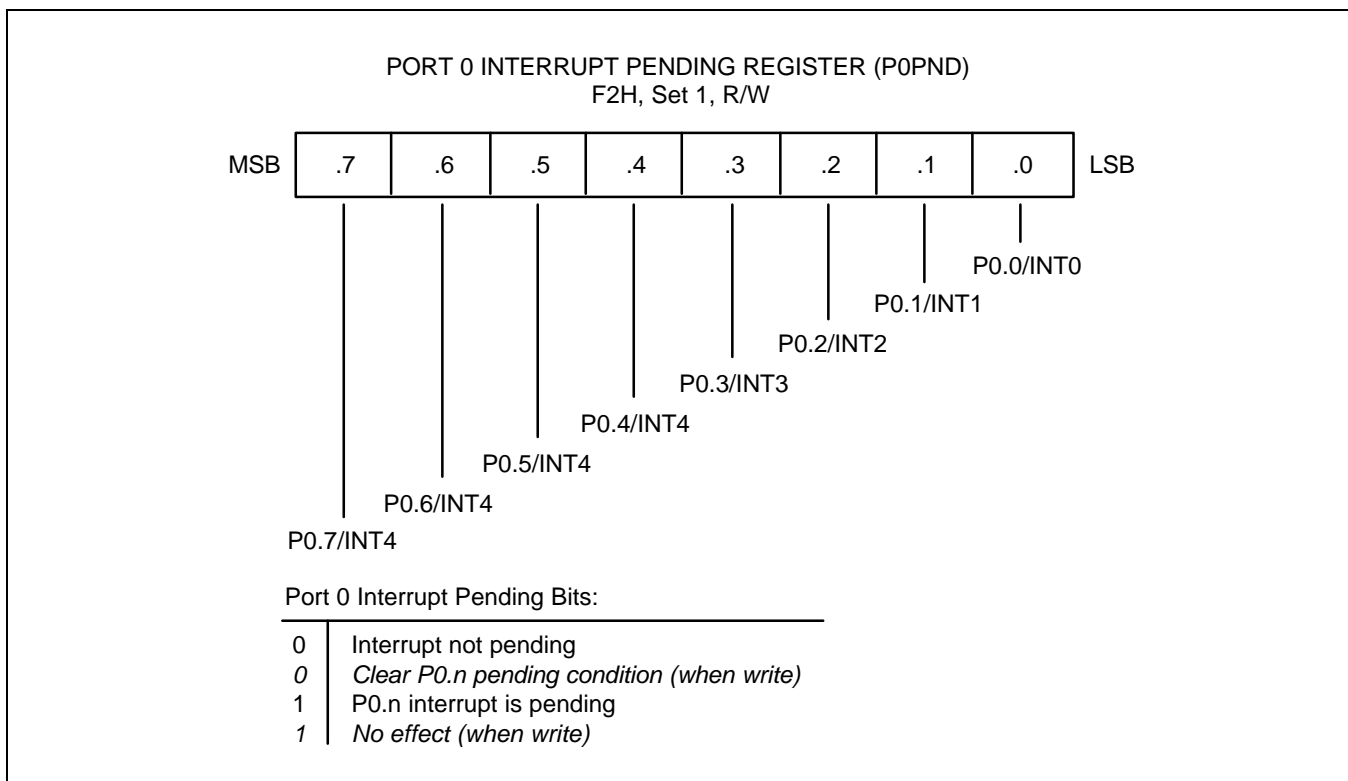 PORT 0 INTERRUPT PENDING REGISTER (P0PND)
F2H, Set 1, R/W
MSB .7 .6 .5 .4 .3 .2 .1 .0 LSB
P0.0/INT0
P0.1/INT1
P0.2/INT2
P0.3/INT3
P0.4/INT4
P0.5/INT4
P0.6/INT4
P0.7/INT4
Port 0 Interrupt Pending Bits:
0 Interrupt not pending
0 Clear P0.n pending condition (when write)
1 P0.n interrupt is pending
1 No effect (when write)